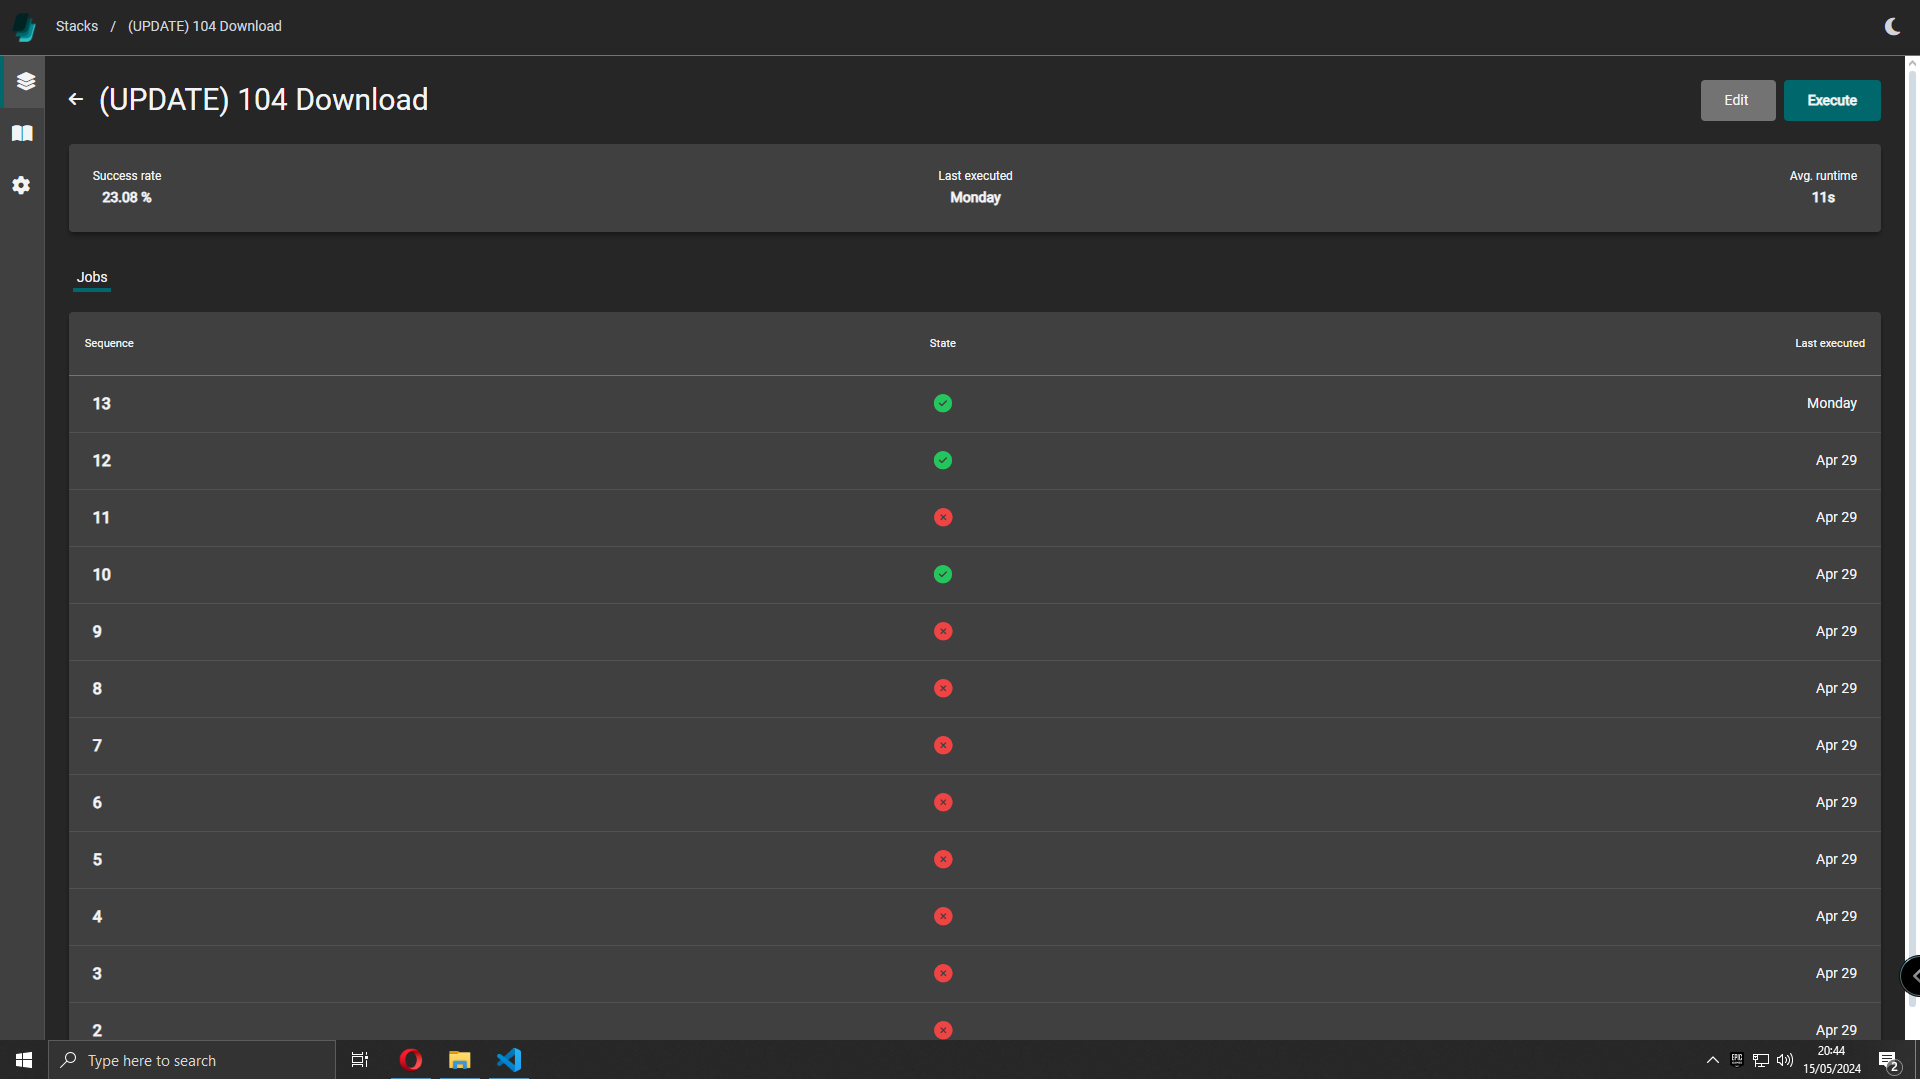 Stacks / (UPDATE) 104 Download
(UPDATE) 104 Download
Edit
Execute
Success rate
23.08 %
Last executed
Monday
Avg. runtime
11s
Jobs
Sequence State Last executed
13 Monday
12 Apr 29
11 Apr 29
10 Apr 29
9 Apr 29
8 Apr 29
7 Apr 29
6 Apr 29
5 Apr 29
4 Apr 29
3 Apr 29
2 Apr 29
Type here to search
EPIC
20:44
15/05/2024
2